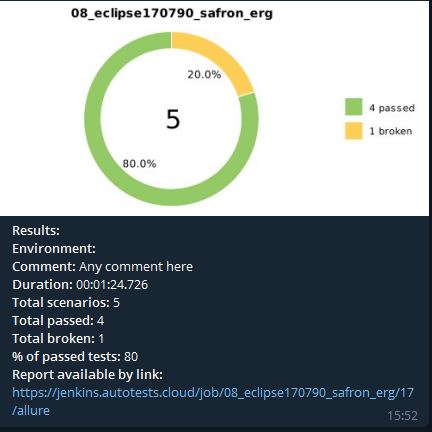 08_eclipse170790_safron_erg
20.0%
5
80.0%
4 passed
1 broken
Results:
Environment:
Comment: Any comment here
Duration: 00:01:24.726
Total scenarios: 5
Total passed: 4
Total broken: 1
% of passed tests: 80
Report available by link:
https://jenkins.autotests.cloud/job/08_eclipse170790_safron_erg/17
/allure
15:52